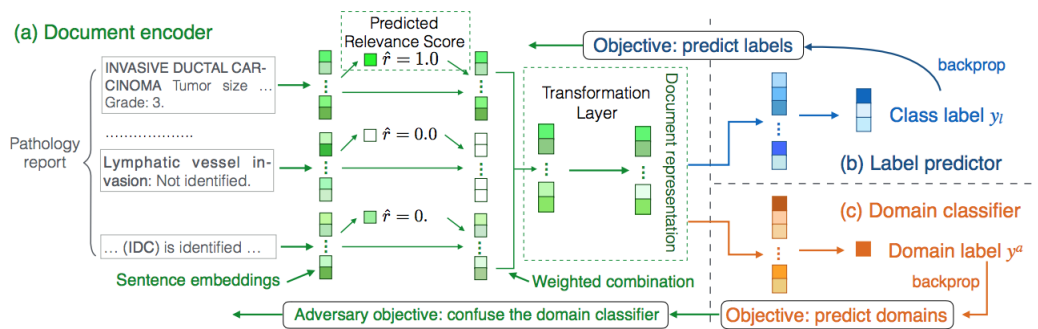 (a) Document encoder
Predicted
Relevance Score
r̂ = 1.0
Objective: predict labels
backprop
INVASIVE DUCTAL CAR-
CINOMA Tumor size ...
Grade: 3.
...................
Pathology
report
Lymphatic vessel in-
vasion: Not identified.
r̂ = 0.0
... (IDC) is identified ...
r̂ = 0.
Sentence embeddings
Weighted combination
Transformation
Layer
Document representation
Class label yₗ
(b) Label predictor
(c) Domain classifier
Domain label yᵃ
backprop
Adversary objective: confuse the domain classifier
Objective: predict domains